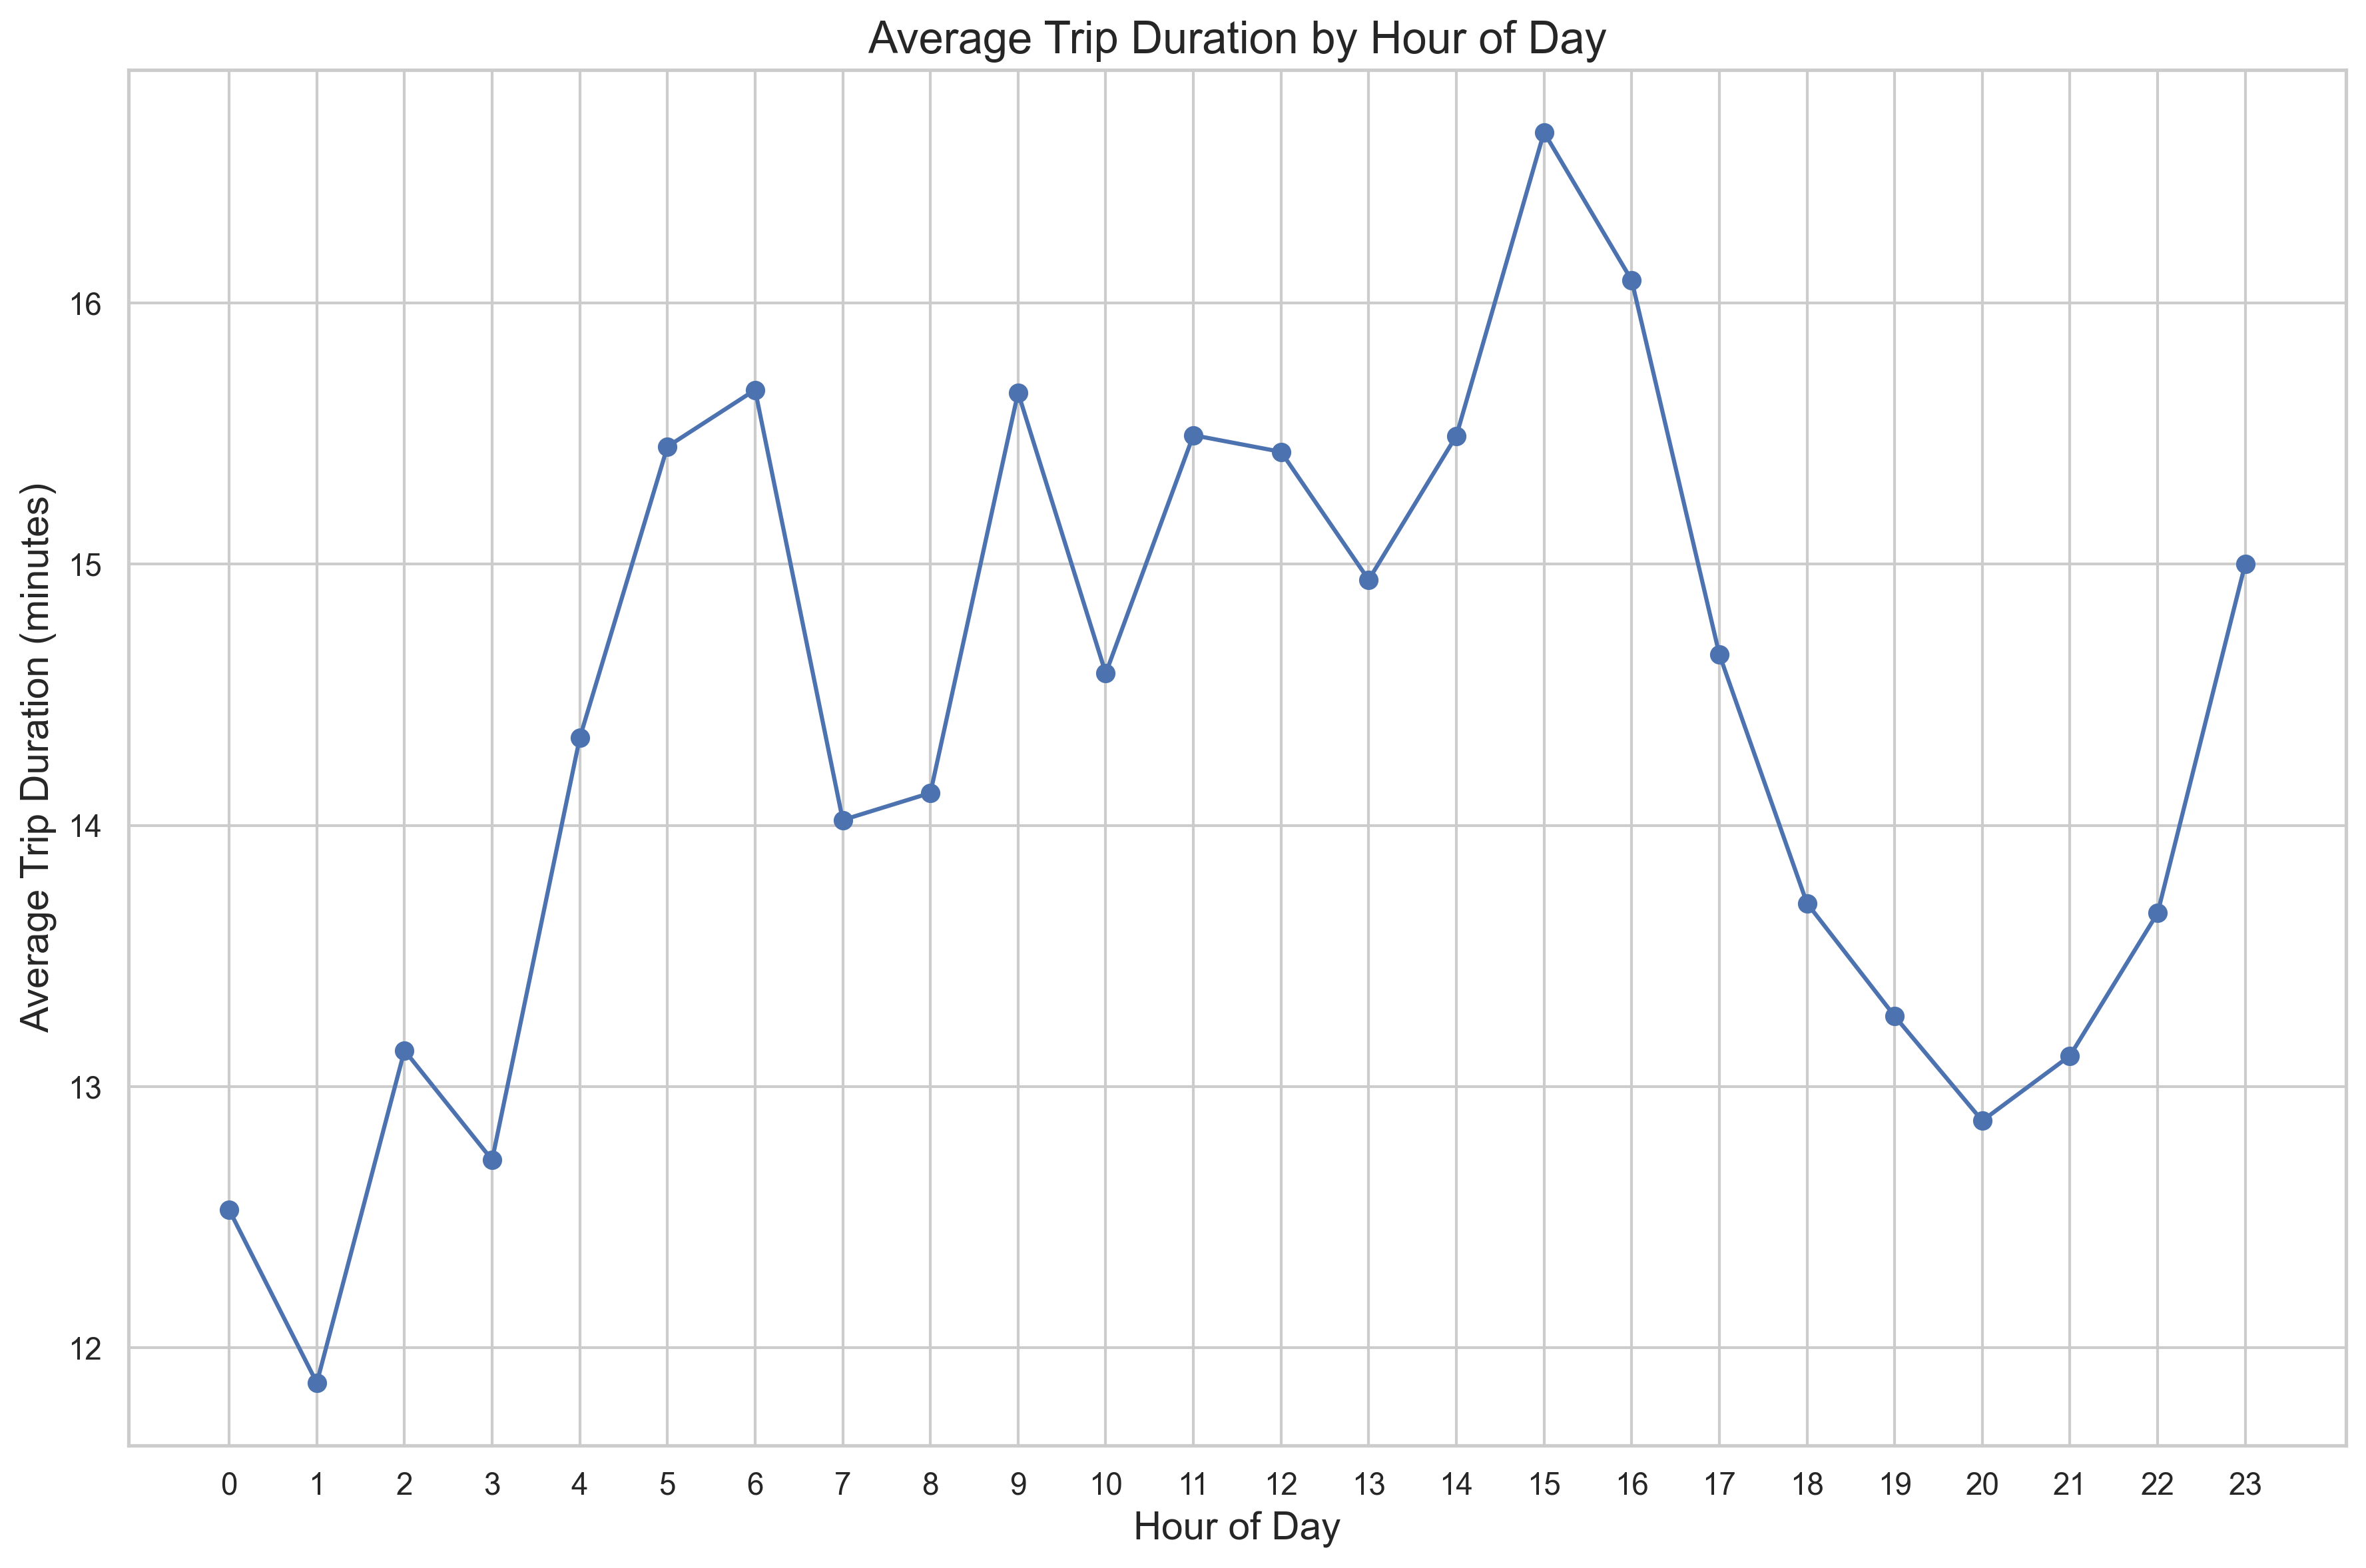 Average Trip Duration by Hour of Day
Average Trip Duration (minutes)
16
15
14
13
12
0 1 2 3 4 5 6 7 8 9 10 11 12 13 14 15 16 17 18 19 20 21 22 23
Hour of Day